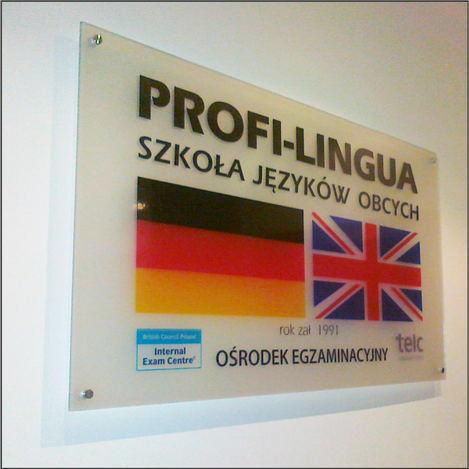 PROFI-LINGUA
SZKOŁA JĘZYKÓW OBCYCH
rok zał 1991
British Council Poland
Internal
Exam Centre
OŚRODEK EGZAMINACYJNY
telc